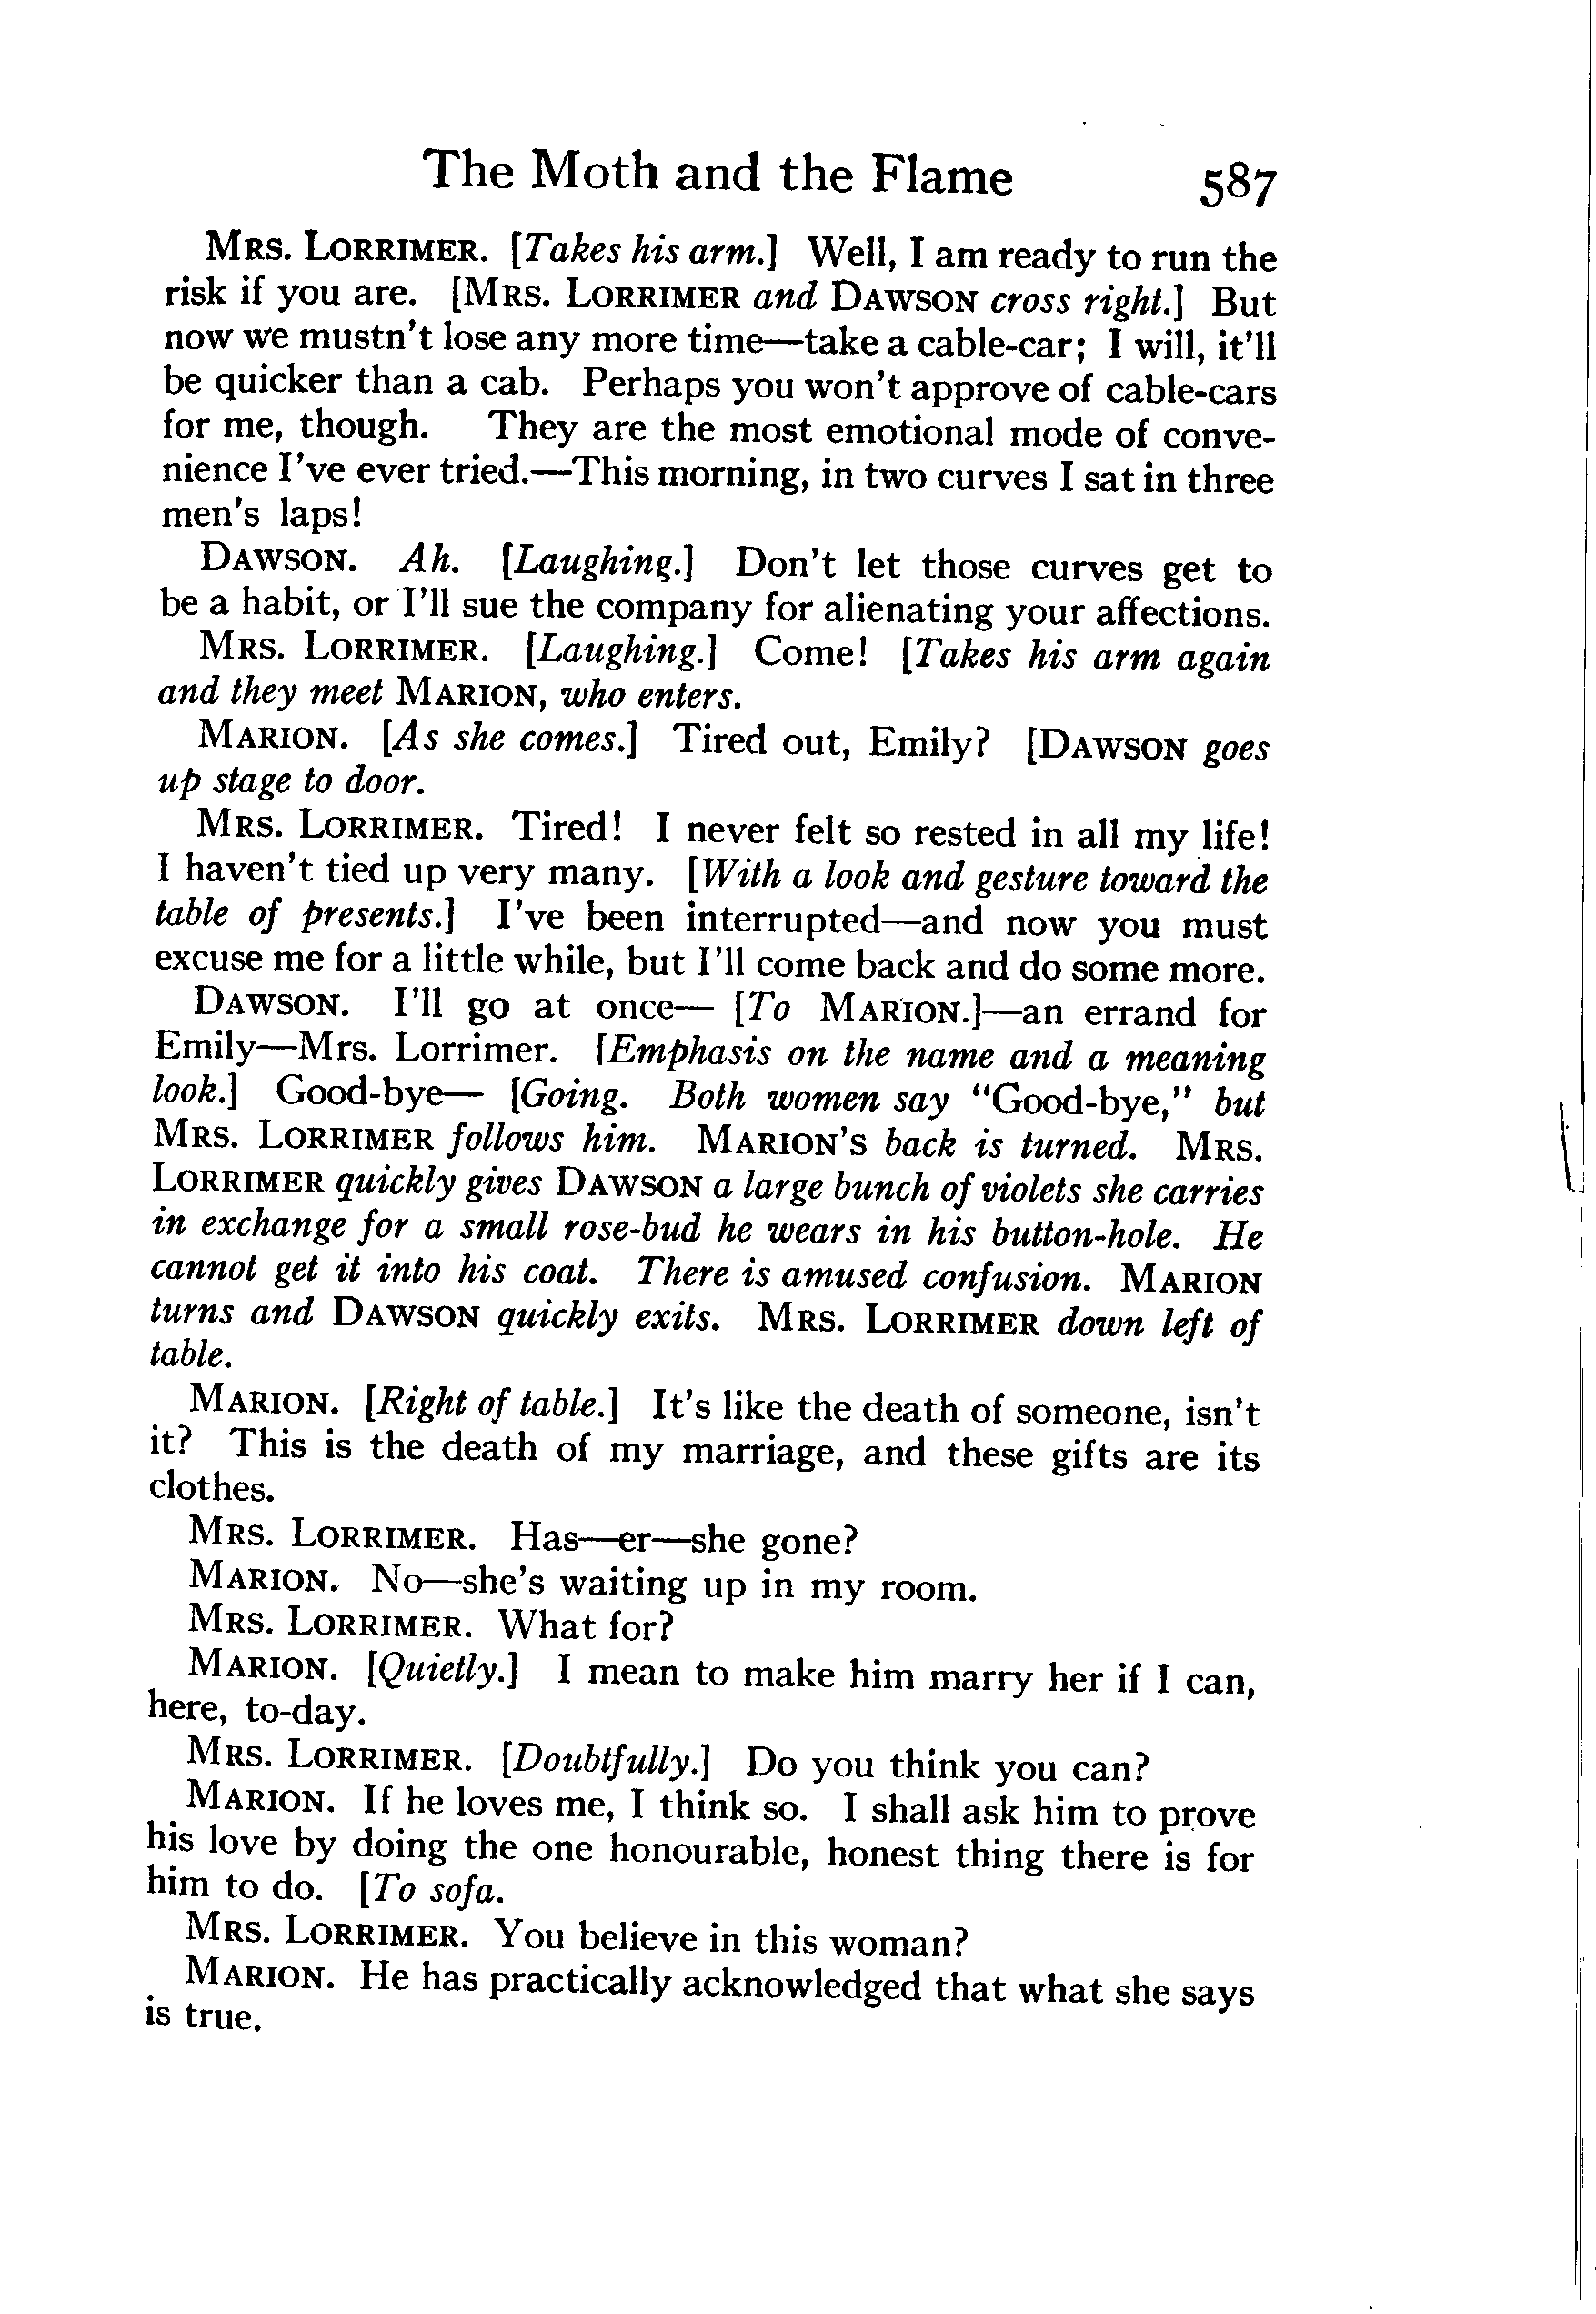 The Moth and the Flame 587
MRS. LORRIMER. [Takes his arm.] Well, I am ready to run the
risk if you are. [MRS. LORRIMER and DAWSON cross right.] But
now we mustn't lose any more time—take a cable-car; I will, it'll
be quicker than a cab. Perhaps you won't approve of cable-cars
for me, though. They are the most emotional mode of conve-
nience I've ever tried.—This morning, in two curves I sat in three
men's laps!
DAWSON. Ah. [Laughing.] Don't let those curves get to
be a habit, or I'll sue the company for alienating your affections.
MRS. LORRIMER. [Laughing.] Come! [Takes his arm again
and they meet MARION, who enters.
MARION. [As she comes.] Tired out, Emily? [DAWSON goes
up stage to door.
MRS. LORRIMER. Tired! I never felt so rested in all my life!
I haven't tied up very many. [With a look and gesture toward the
table of presents.] I've been interrupted—and now you must
excuse me for a little while, but I'll come back and do some more.
DAWSON. I'll go at once— [To MARION.]—an errand for
Emily—Mrs. Lorrimer. [Emphasis on the name and a meaning
look.] Good-bye— [Going. Both women say "Good-bye," but
MRS. LORRIMER follows him. MARION'S back is turned. MRS.
LORRIMER quickly gives DAWSON a large bunch of violets she carries
in exchange for a small rose-bud he wears in his button-hole. He
cannot get it into his coat. There is amused confusion. MARION
turns and DAWSON quickly exits. MRS. LORRIMER down left of
table.
MARION. [Right of table.] It's like the death of someone, isn't
it? This is the death of my marriage, and these gifts are its
clothes.
MRS. LORRIMER. Has—er—she gone?
MARION. No—she's waiting up in my room.
MRS. LORRIMER. What for?
MARION. [Quietly.] I mean to make him marry her if I can,
here, to-day.
MRS. LORRIMER. [Doubtfully.] Do you think you can?
MARION. If he loves me, I think so. I shall ask him to prove
his love by doing the one honourable, honest thing there is for
him to do. [To sofa.
MRS. LORRIMER. You believe in this woman?
MARION. He has practically acknowledged that what she says
is true.